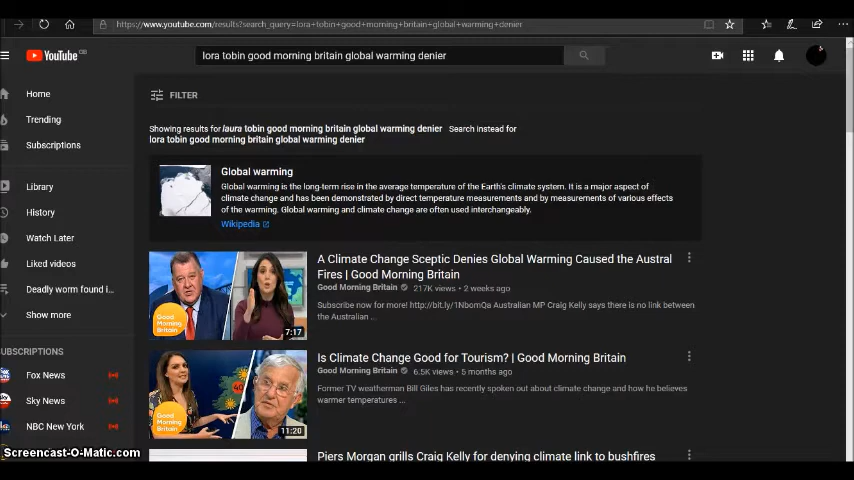 https://www.youtube.com/results?search_query=lora+tobin+good+morning+britain+global+warming+denier
YouTube GB
lora tobin good morning britain global warming denier
Home
Trending
Subscriptions
Library
History
Watch Later
Liked videos
Deadly worm found i...
Show more
UBSCRIPTIONS
Fox News
Sky News
NBC New York
FILTER
Showing results for laura tobin good morning britain global warming denier Search instead for
lora tobin good morning britain global warming denier
Global warming
Global warming is the long-term rise in the average temperature of the Earth's climate system. It is a major aspect of
climate change and has been demonstrated by direct temperature measurements and by measurements of various effects
of the warming. Global warming and climate change are often used interchangeably.
Wikipedia
Good
Morning
Britain
7:17
A Climate Change Sceptic Denies Global Warming Caused the Austral
Fires | Good Morning Britain
Good Morning Britain 217K views • 2 weeks ago
Subscribe now for more! http://bit.ly/1NbomQa Australian MP Craig Kelly says there is no link between
the Australian ...
40
Good
Morning
Britain
11:20
Is Climate Change Good for Tourism? | Good Morning Britain
Good Morning Britain 6.5K views • 5 months ago
Former TV weatherman Bill Giles has recently spoken out about climate change and how he believes
warmer temperatures ...
Piers Morgan grills Craig Kelly for denying climate link to bushfires
Screencast-O-Matic.com